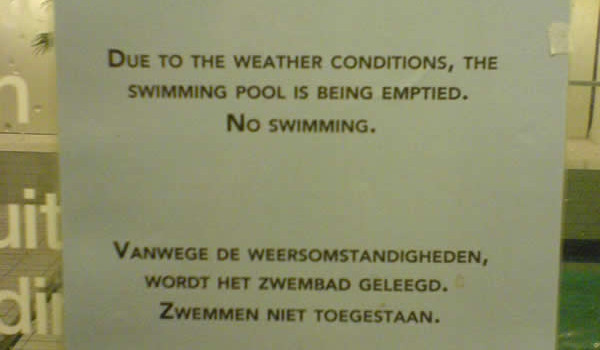 Due to the weather conditions, the
swimming pool is being emptied.
No swimming.
Vanwege de weersomstandigheden,
wordt het zwembad geleegd.
Zwemmen niet toegestaan.